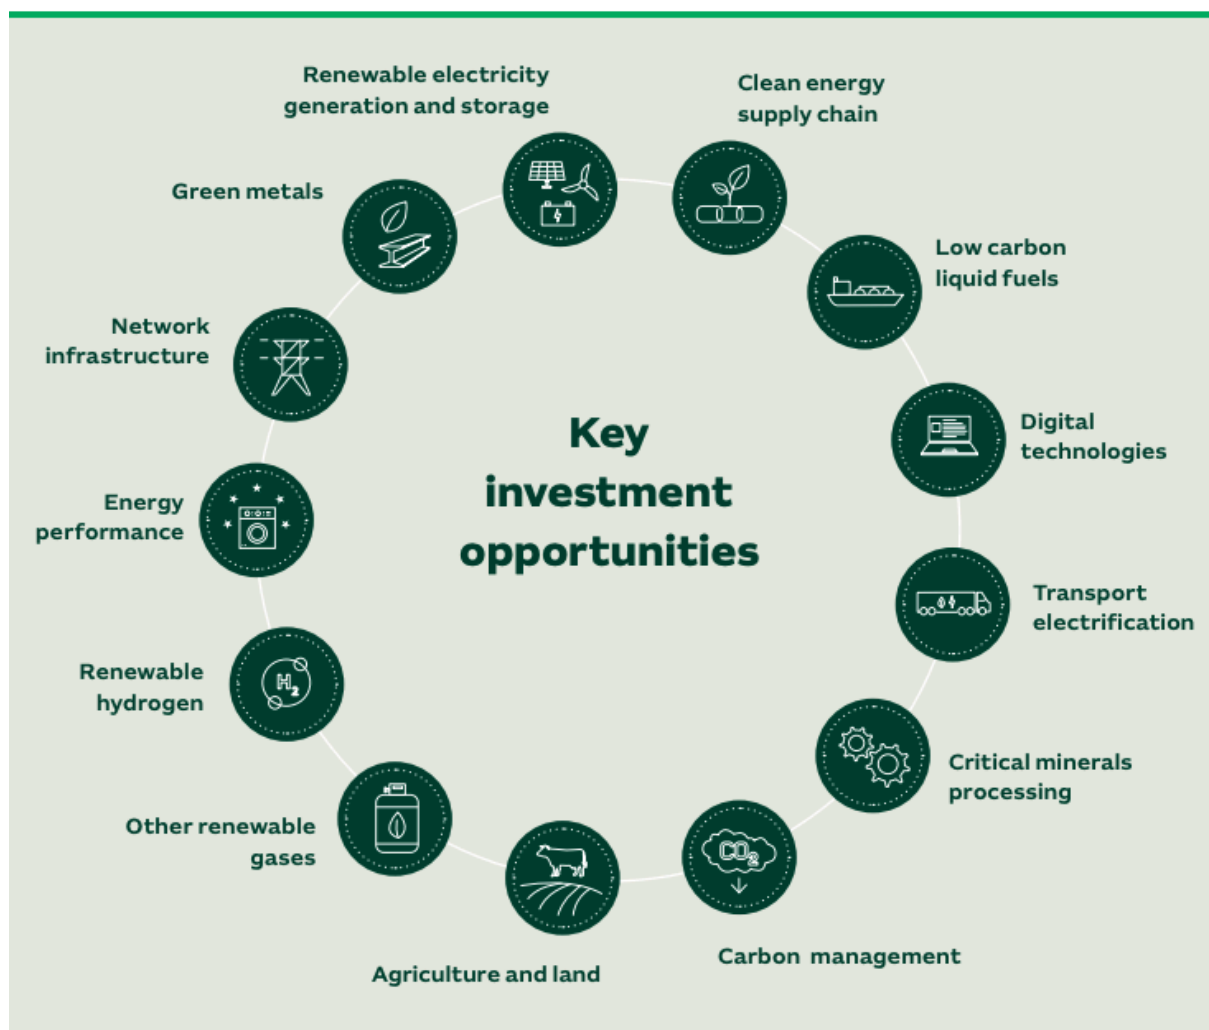 Renewable electricity
generation and storage
Clean energy
supply chain
Green metals
Low carbon
liquid fuels
Network
infrastructure
Digital
technologies
Key
investment
opportunities
Energy
performance
Transport
electrification
Renewable
hydrogen
H2
Critical minerals
processing
Other renewable
gases
CO2
Agriculture and land
Carbon management